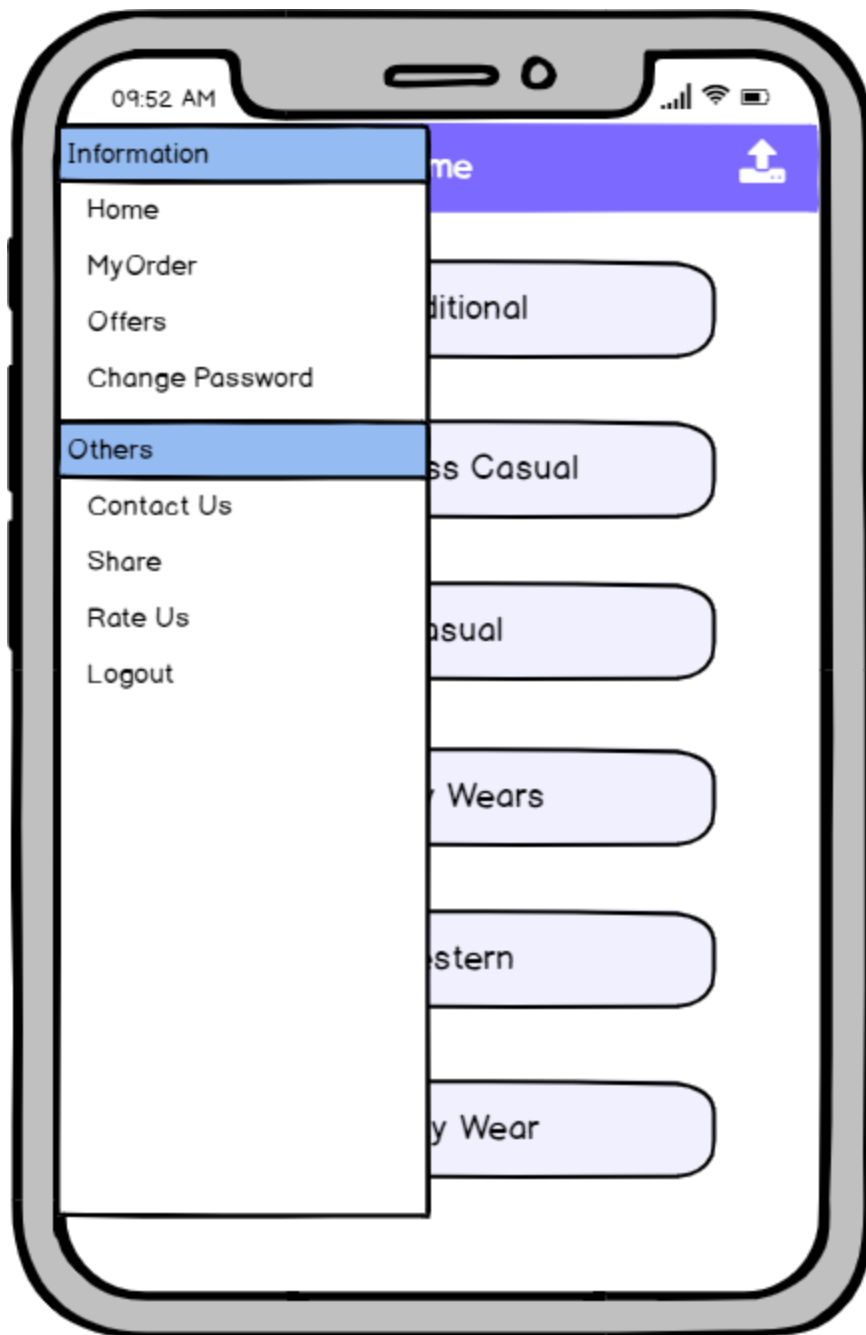 09:52 AM
me
Information
Home
MyOrder
Offers
Change Password
Others
Contact Us
Share
Rate Us
Logout
ditional
ss Casual
asual
Wears
estern
y Wear